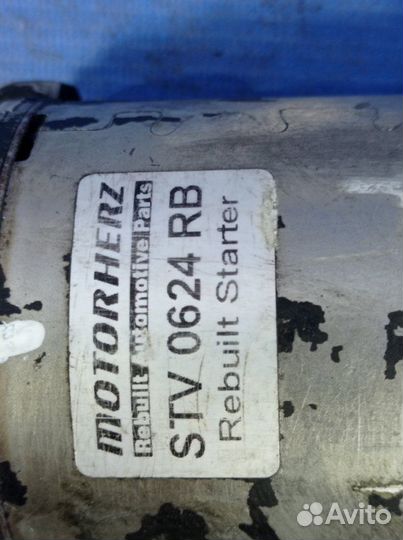 MOTORHERZ
Rebuilt Automotive Parts
STV 0624 RB
Rebuilt Starter
Avito